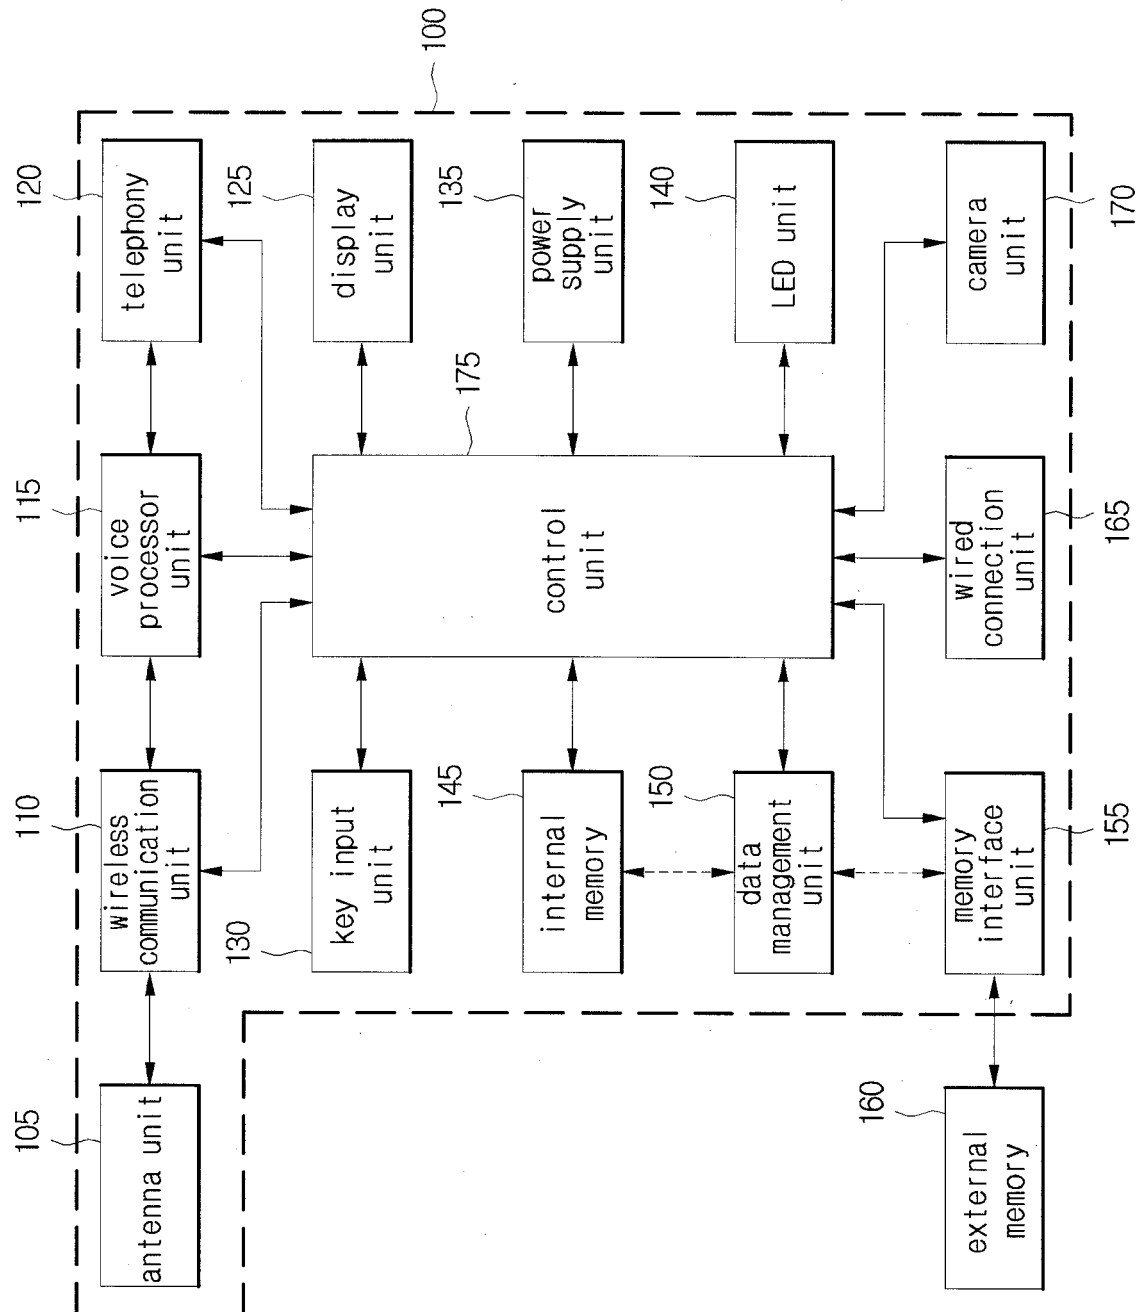 105
antenna unit
110
wireless
communication
unit
115
voice
processor
unit
120
telephony
unit
100
130
key input
unit
125
display
unit
145
internal
memory
175
control
unit
135
power
supply
unit
150
data
management
unit
140
LED unit
160
external
memory
memory
interface
unit
155
wired
connection
unit
165
camera
unit
170